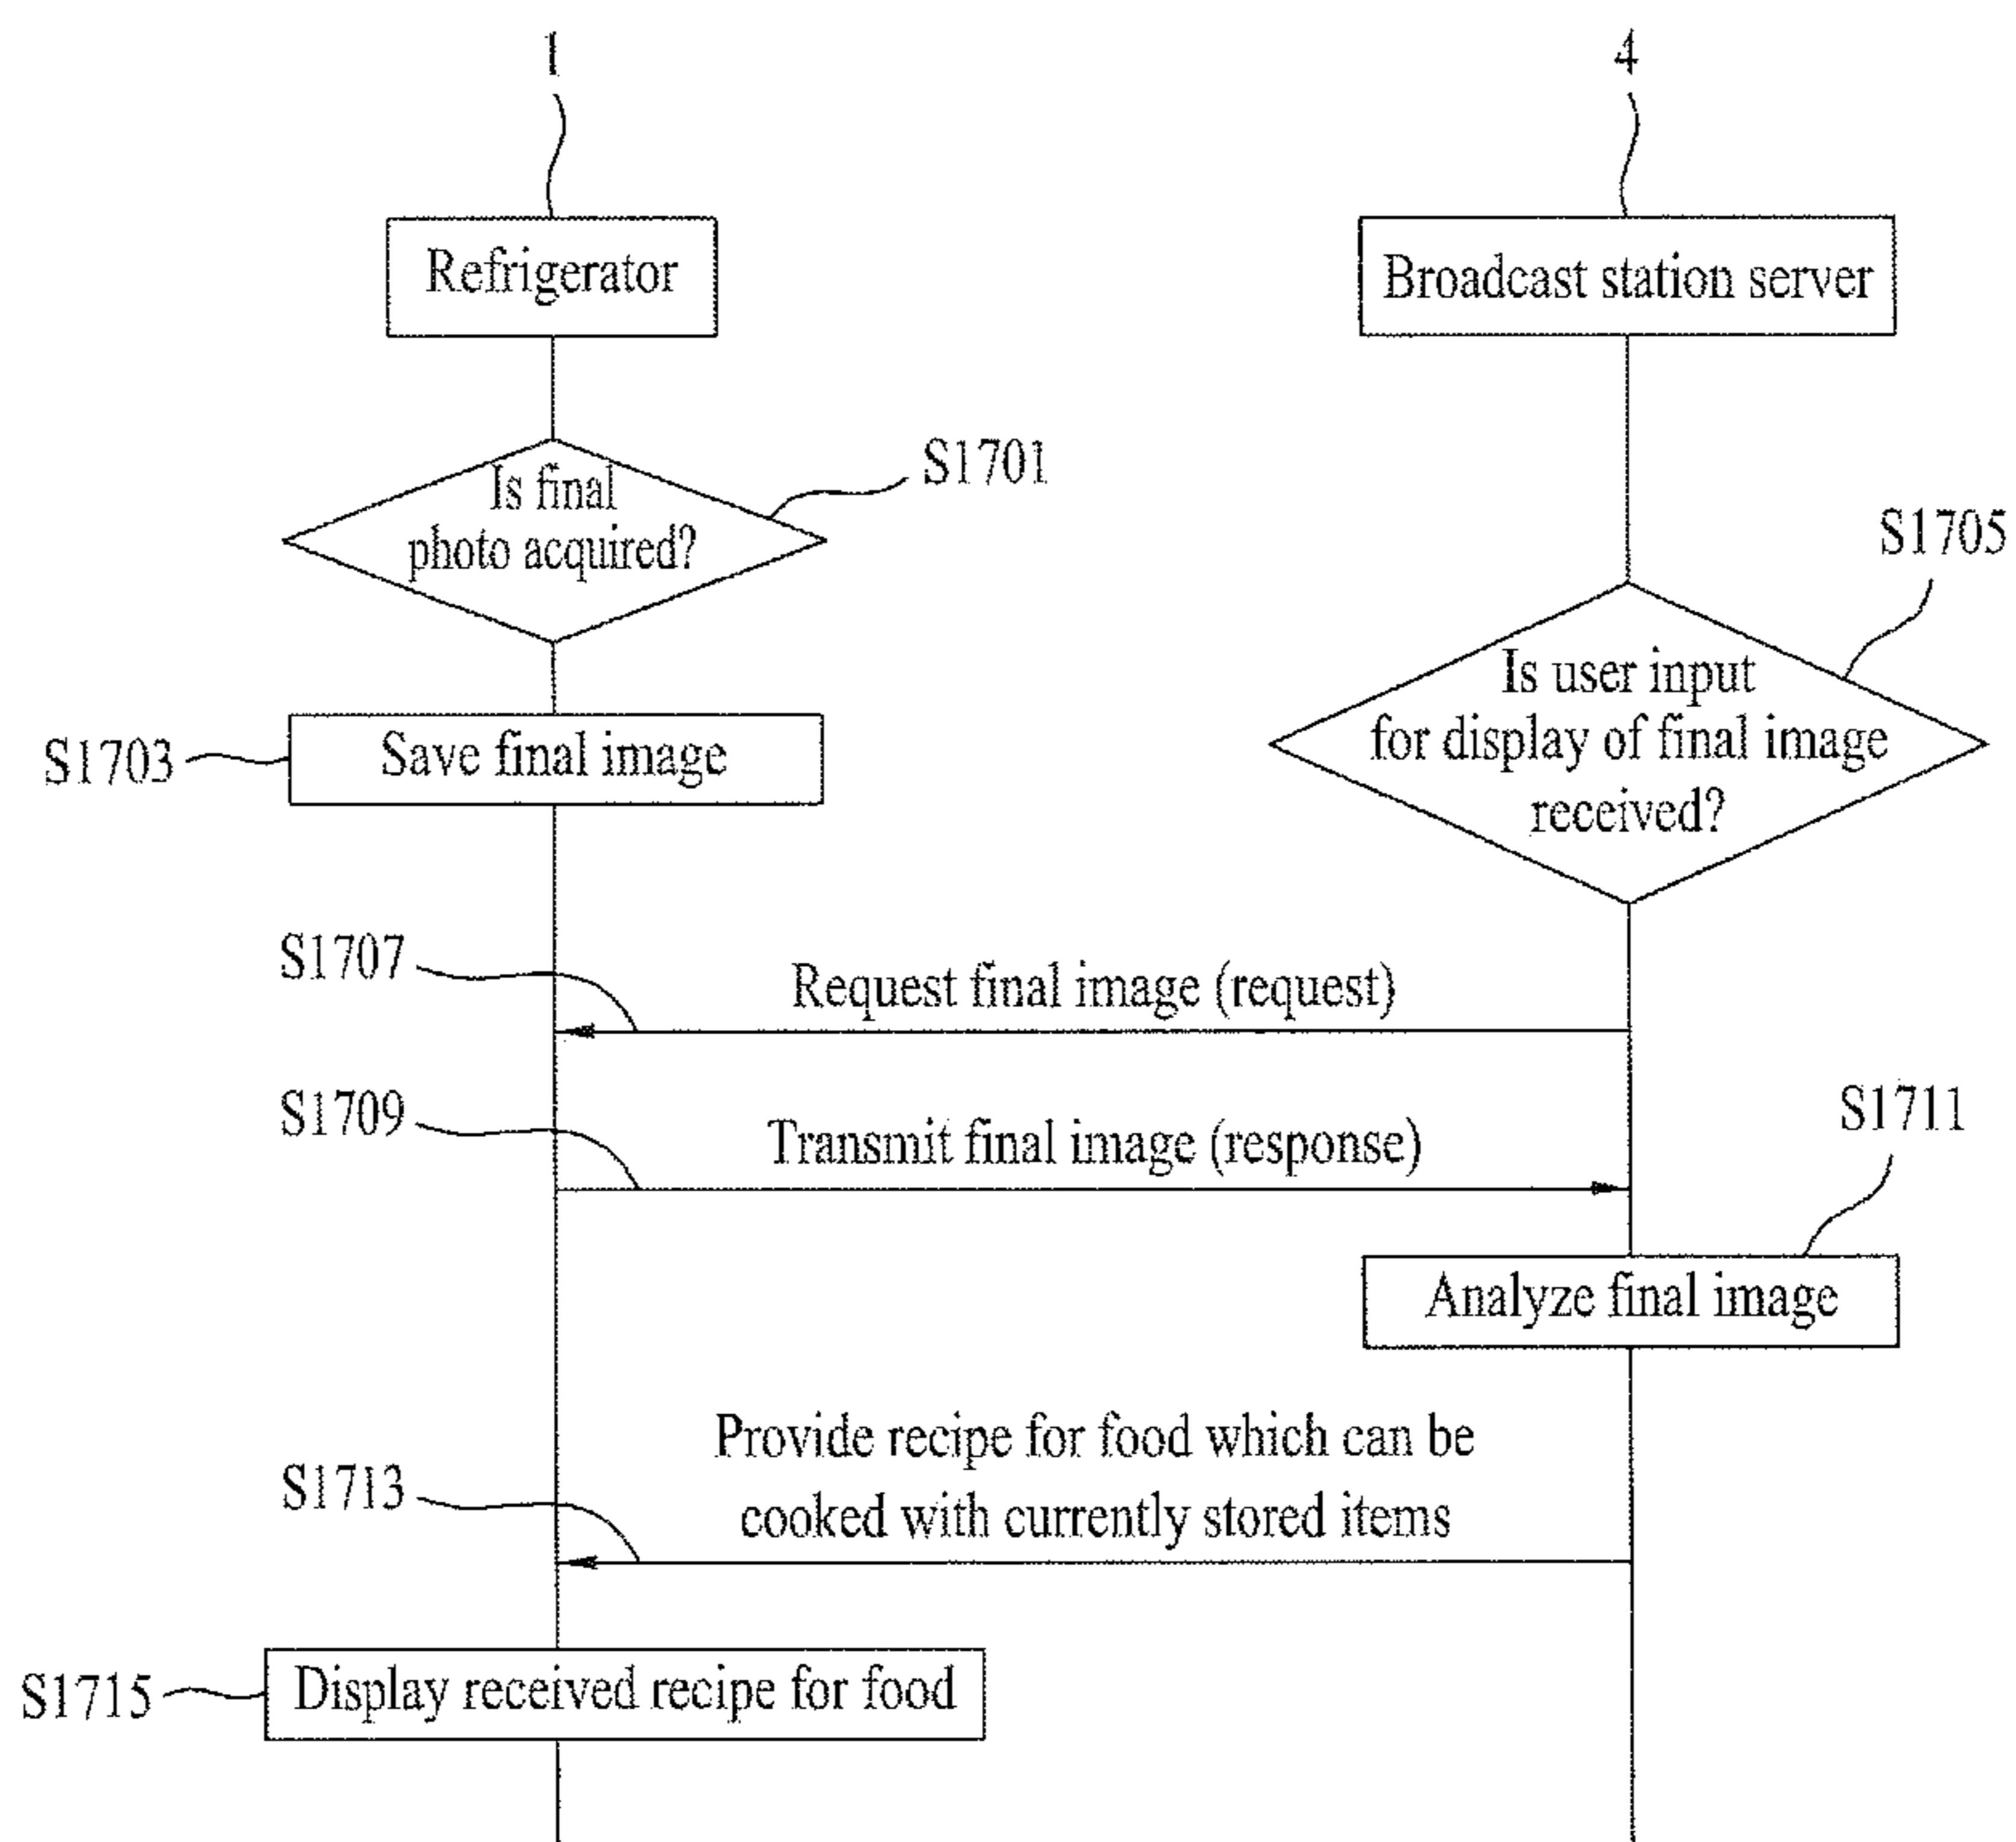 1
4
Refrigerator
Broadcast station server
S1701
Is final
photo acquired?
S1705
Is user input
for display of final image
received?
S1703
Save final image
S1707
Request final image (request)
S1709
Transmit final image (response)
S1711
Analyze final image
Provide recipe for food which can be
S1713
cooked with currently stored items
S1715
Display received recipe for food